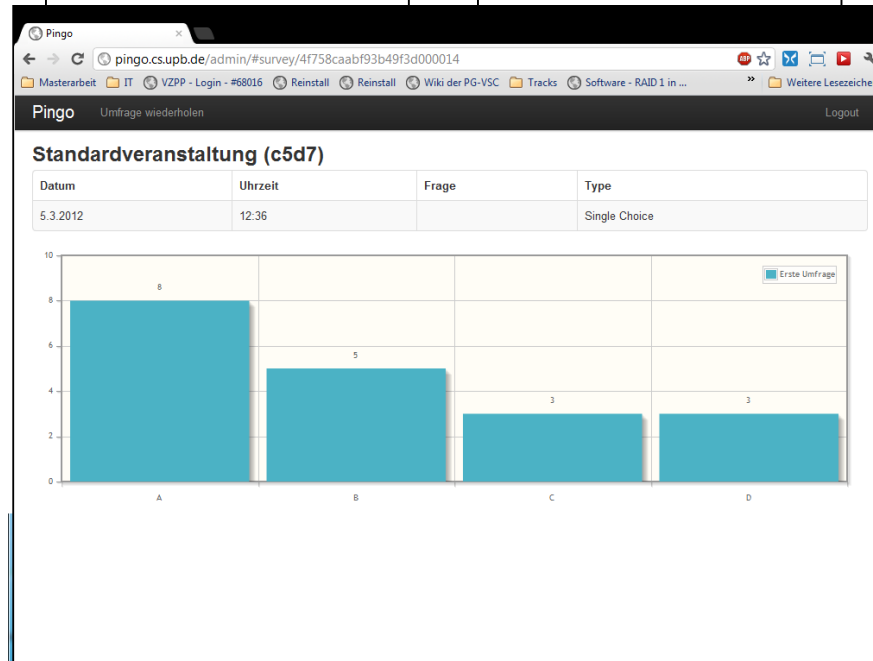 Pingo ×
pingo.cs.upb.de/admin/#survey/4f758caabf93b49f3d000014 ABP
Masterarbeit IT VZPP - Login - #68016 Reinstall Reinstall Wiki der PG-VSC Tracks Software - RAID 1 in ... » Weitere Lesezeiche
Pingo Umfrage wiederholen Logout
Standardveranstaltung (c5d7)
Datum Uhrzeit Frage Type
5.3.2012 12:36 Single Choice
10
Erste Umfrage
8
8
6
5
4
3 3
2
0
A B C D